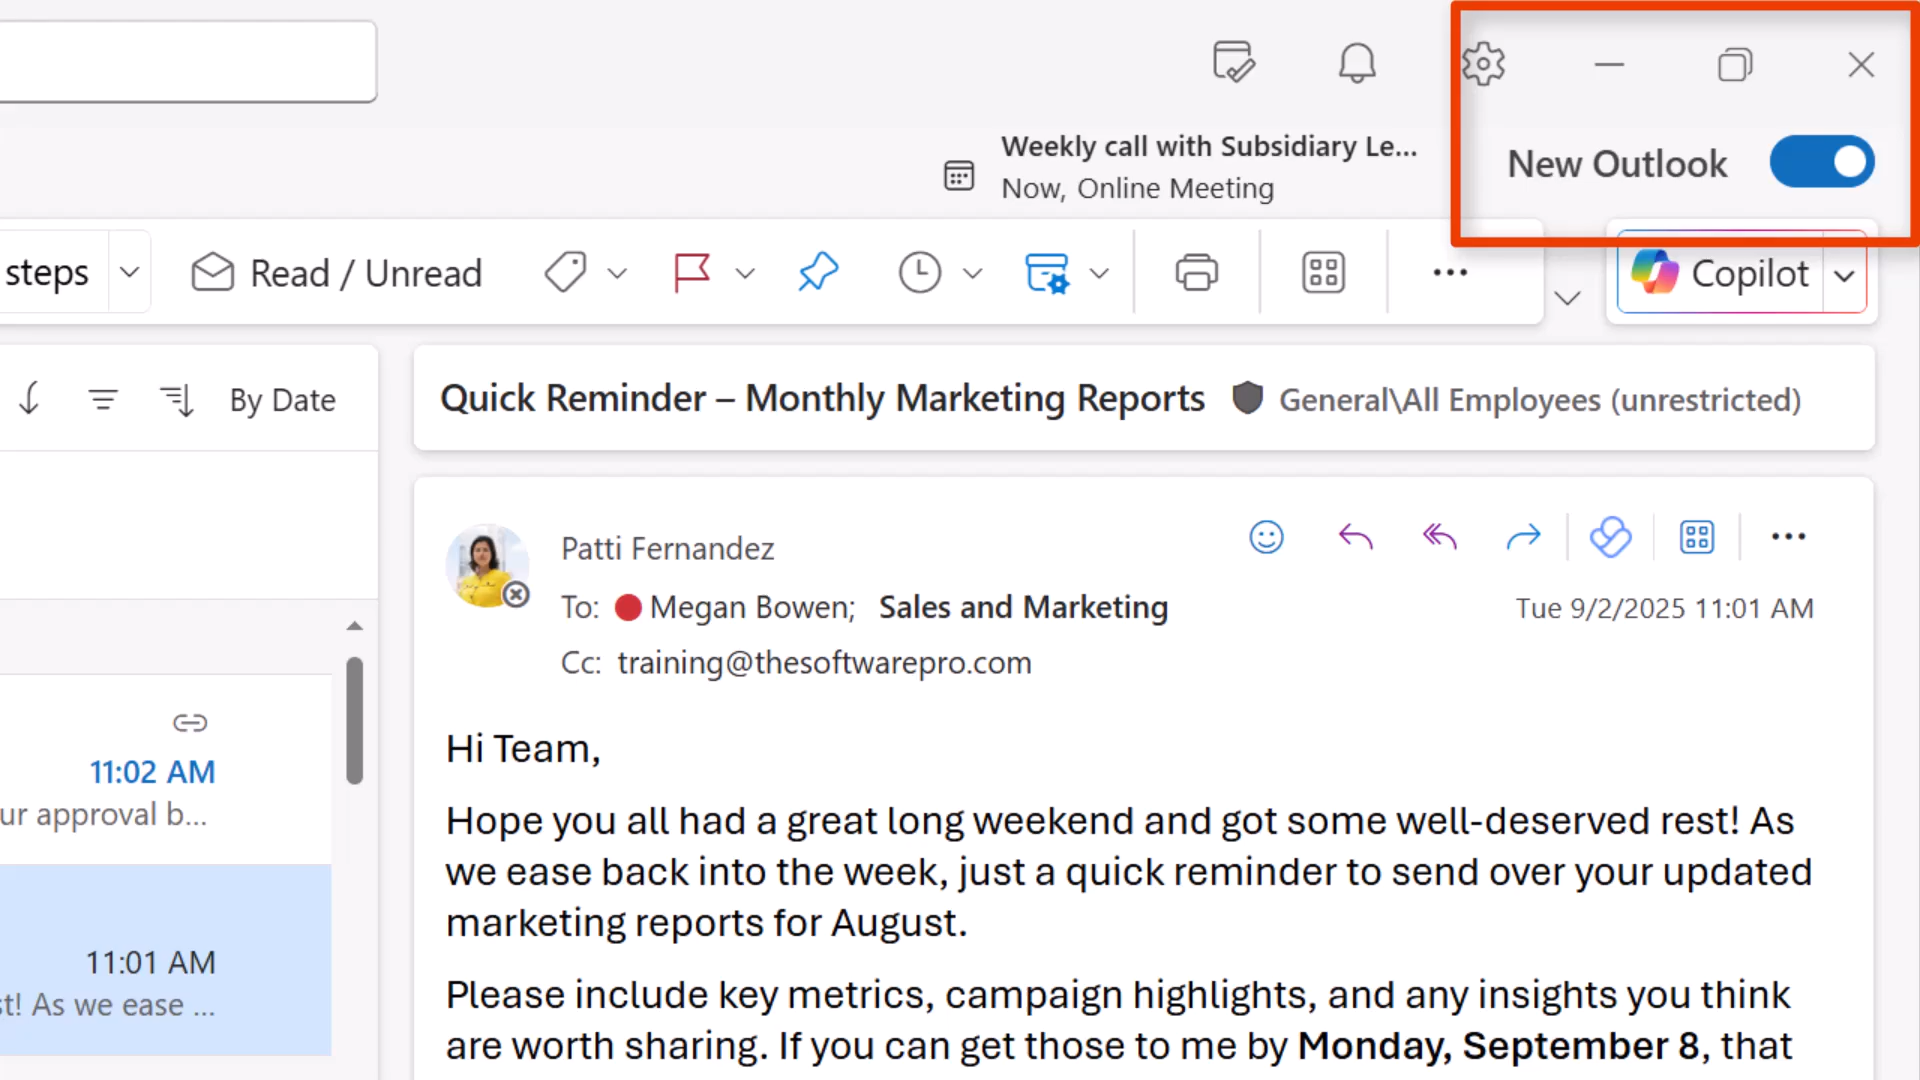 Weekly call with Subsidiary Le...
Now, Online Meeting
New Outlook
steps
Read / Unread
Copilot
By Date
Quick Reminder – Monthly Marketing Reports
General\All Employees (unrestricted)
Patti Fernandez
To: Megan Bowen; Sales and Marketing
Tue 9/2/2025 11:01 AM
Cc: training@thesoftwarepro.com
11:02 AM
ur approval b...
11:01 AM
st! As we ease ...
Hi Team,
Hope you all had a great long weekend and got some well-deserved rest! As
we ease back into the week, just a quick reminder to send over your updated
marketing reports for August.
Please include key metrics, campaign highlights, and any insights you think
are worth sharing. If you can get those to me by Monday, September 8, that